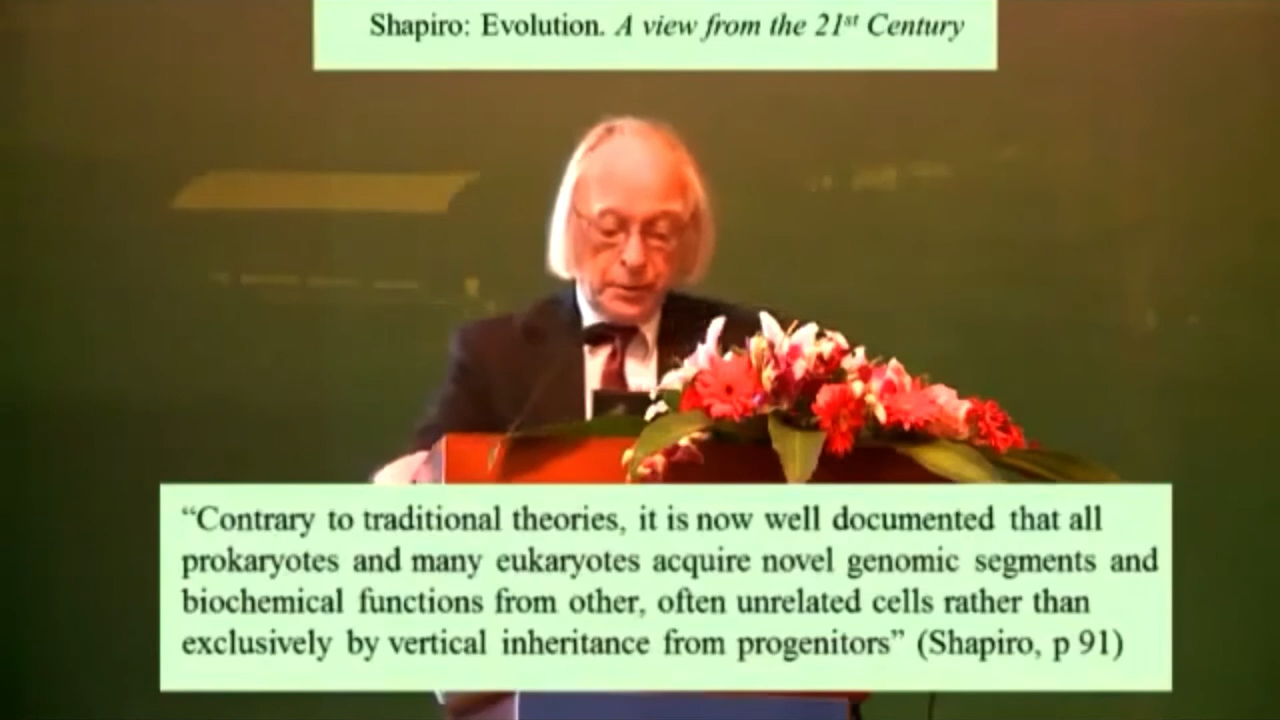 Shapiro: Evolution. A view from the 21st Century
“Contrary to traditional theories, it is now well documented that all
prokaryotes and many eukaryotes acquire novel genomic segments and
biochemical functions from other, often unrelated cells rather than
exclusively by vertical inheritance from progenitors” (Shapiro, p 91)